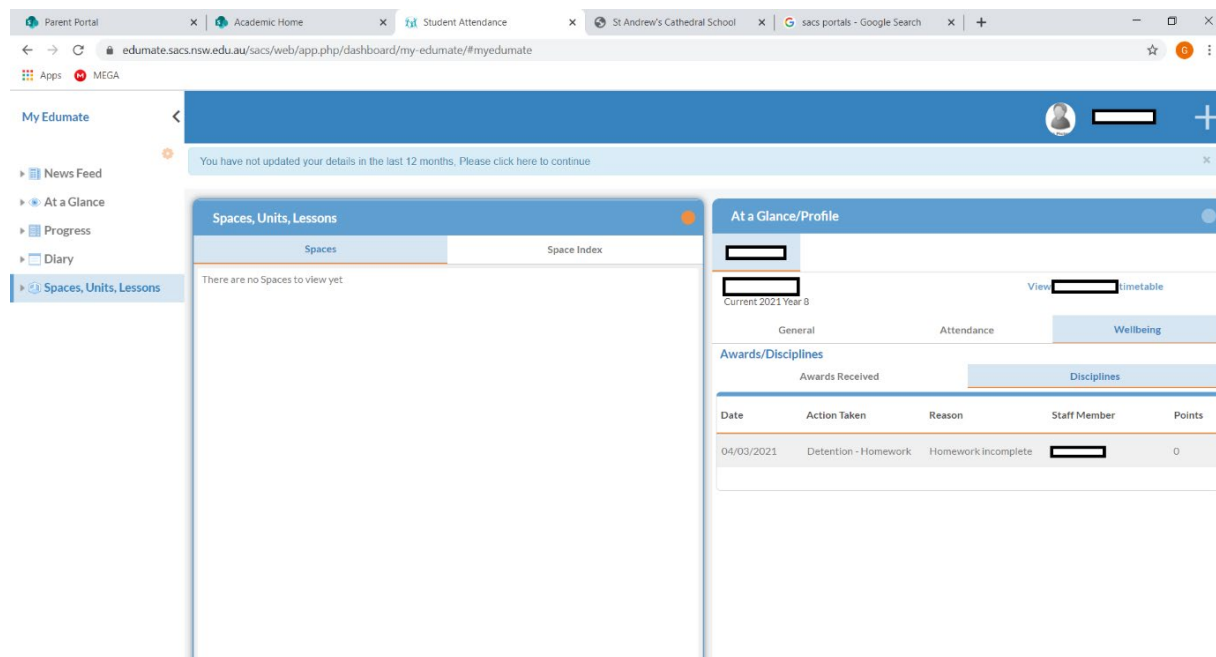 Parent Portal
Academic Home
Student Attendance
St Andrew's Cathedral School
G sacs portals - Google Search
edumate.sacs.nsw.edu.au/sacs/web/app.php/dashboard/my-edumate/#myedumate
G
Apps
M MEGA
My Edumate
You have not updated your details in the last 12 months, Please click here to continue
News Feed
At a Glance
Progress
Diary
Spaces, Units, Lessons
Spaces, Units, Lessons
Spaces Space Index
There are no Spaces to view yet
At a Glance/Profile
View timetable
Current 2021 Year 8
General Attendance Wellbeing
Awards/Disciplines
Awards Received Disciplines
Date Action Taken Reason Staff Member Points
04/03/2021 Detention - Homework Homework incomplete 0